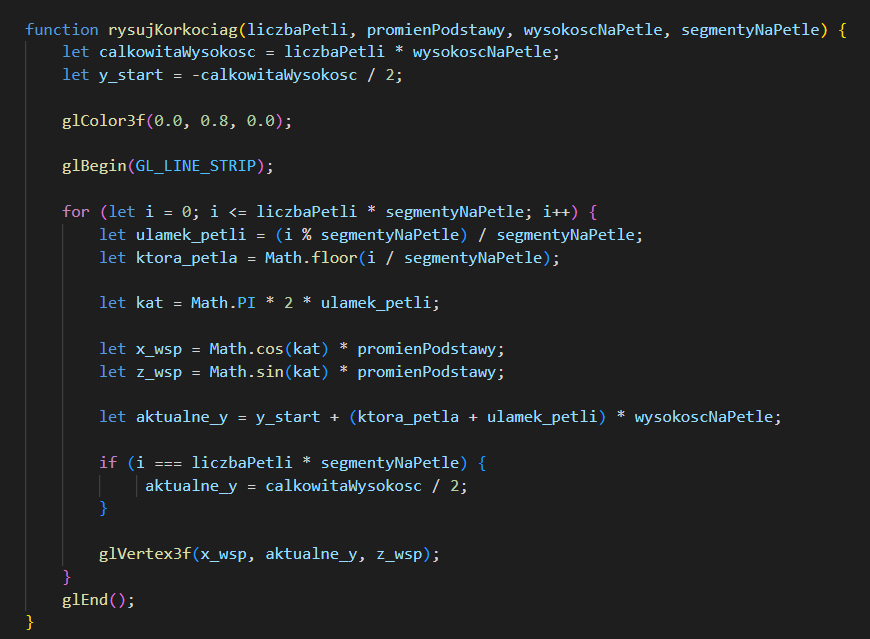 function rysujKorkociag(liczbaPetli, promienPodstawy, wysokoscNaPetle, segmentyNaPetle) {
    let calkowitaWysokosc = liczbaPetli * wysokoscNaPetle;
    let y_start = -calkowitaWysokosc / 2;

    glColor3f(0.0, 0.8, 0.0);

    glBegin(GL_LINE_STRIP);

    for (let i = 0; i <= liczbaPetli * segmentyNaPetle; i++) {
        let ulamek_petli = (i % segmentyNaPetle) / segmentyNaPetle;
        let ktora_petla = Math.floor(i / segmentyNaPetle);

        let kat = Math.PI * 2 * ulamek_petli;

        let x_wsp = Math.cos(kat) * promienPodstawy;
        let z_wsp = Math.sin(kat) * promienPodstawy;

        let aktualne_y = y_start + (ktora_petla + ulamek_petli) * wysokoscNaPetle;

        if (i === liczbaPetli * segmentyNaPetle) {
            aktualne_y = calkowitaWysokosc / 2;
        }

        glVertex3f(x_wsp, aktualne_y, z_wsp);
    }
    glEnd();
}